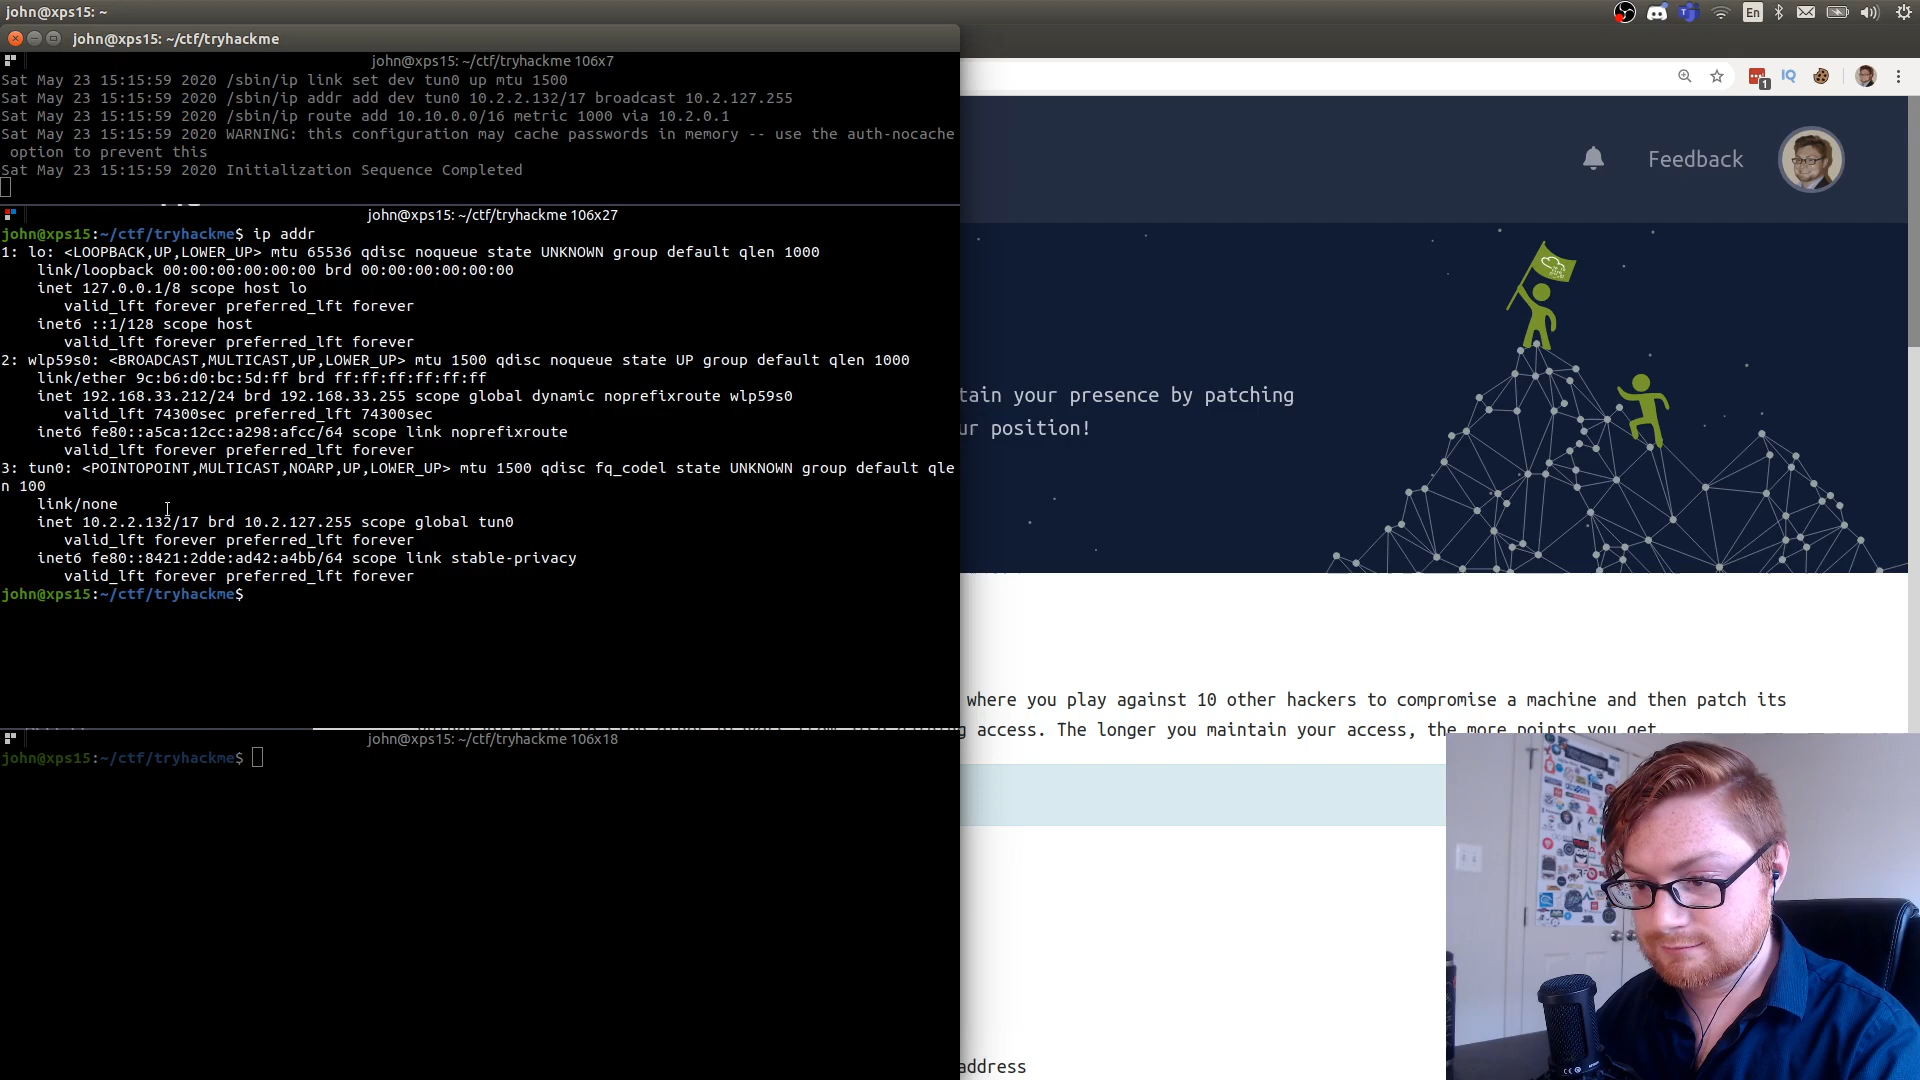 john@xps15: ~
En
john@xps15: ~/ctf/tryhackme
john@xps15: ~/ctf/tryhackme 106x7
Sat May 23 15:15:59 2020 /sbin/ip link set dev tun0 up mtu 1500
Sat May 23 15:15:59 2020 /sbin/ip addr add dev tun0 10.2.2.132/17 broadcast 10.2.127.255
Sat May 23 15:15:59 2020 /sbin/ip route add 10.10.0.0/16 metric 1000 via 10.2.0.1
Sat May 23 15:15:59 2020 WARNING: this configuration may cache passwords in memory -- use the auth-nocache
option to prevent this
Sat May 23 15:15:59 2020 Initialization Sequence Completed
john@xps15: ~/ctf/tryhackme 106x27
john@xps15:~/ctf/tryhackme$ ip addr
1: lo: <LOOPBACK,UP,LOWER_UP> mtu 65536 qdisc noqueue state UNKNOWN group default qlen 1000
link/loopback 00:00:00:00:00:00 brd 00:00:00:00:00:00
inet 127.0.0.1/8 scope host lo
valid_lft forever preferred_lft forever
inet6 ::1/128 scope host
valid_lft forever preferred_lft forever
2: wlp59s0: <BROADCAST,MULTICAST,UP,LOWER_UP> mtu 1500 qdisc noqueue state UP group default qlen 1000
link/ether 9c:b6:d0:bc:5d:ff brd ff:ff:ff:ff:ff:ff
inet 192.168.33.212/24 brd 192.168.33.255 scope global dynamic noprefixroute wlp59s0
valid_lft 74300sec preferred_lft 74300sec
inet6 fe80::a5ca:12cc:a298:afcc/64 scope link noprefixroute
valid_lft forever preferred_lft forever
3: tun0: <POINTOPOINT,MULTICAST,NOARP,UP,LOWER_UP> mtu 1500 qdisc fq_codel state UNKNOWN group default qle
n 100
link/none
inet 10.2.2.132/17 brd 10.2.127.255 scope global tun0
valid_lft forever preferred_lft forever
inet6 fe80::8421:2dde:ad42:a4bb/64 scope link stable-privacy
valid_lft forever preferred_lft forever
john@xps15:~/ctf/tryhackme$
john@xps15: ~/ctf/tryhackme 106x18
john@xps15:~/ctf/tryhackme$
IQ
1
Feedback
tain your presence by patching
ur position!
where you play against 10 other hackers to compromise a machine and then patch its
g access. The longer you maintain your access, the more points you get.
address